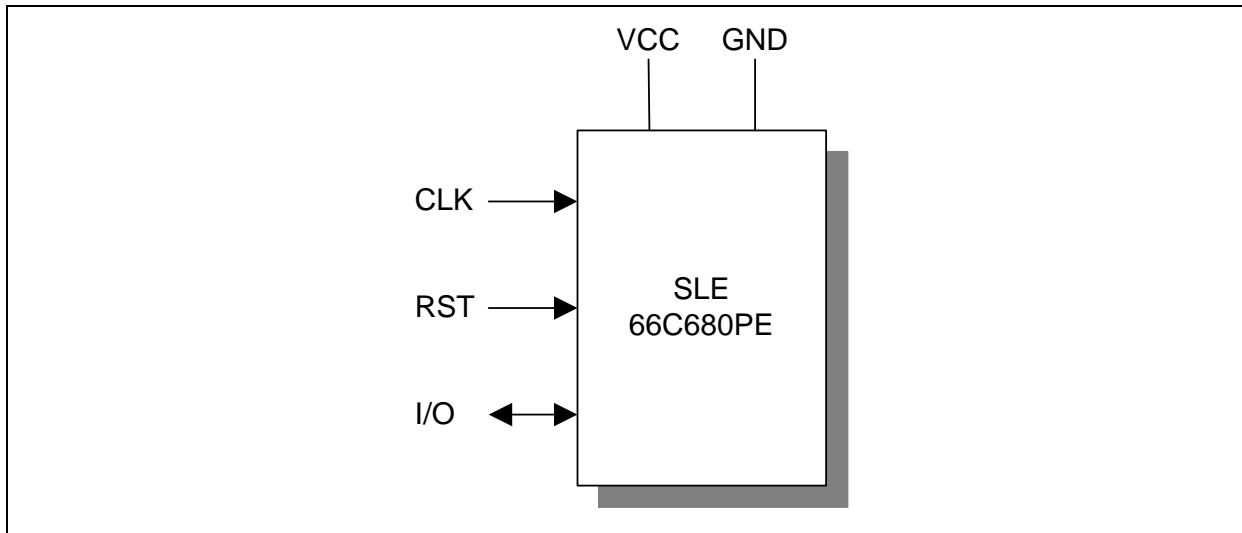 VCC GND
CLK
RST
SLE
66C680PE
I/O